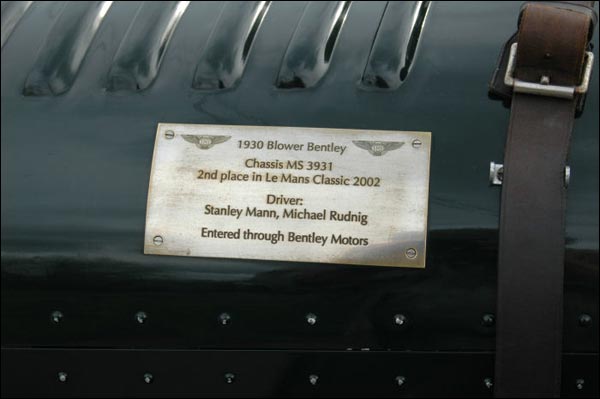 1930 Blower Bentley
Chassis MS 3931
2nd place in Le Mans Classic 2002
Driver:
Stanley Mann, Michael Rudnig
Entered through Bentley Motors